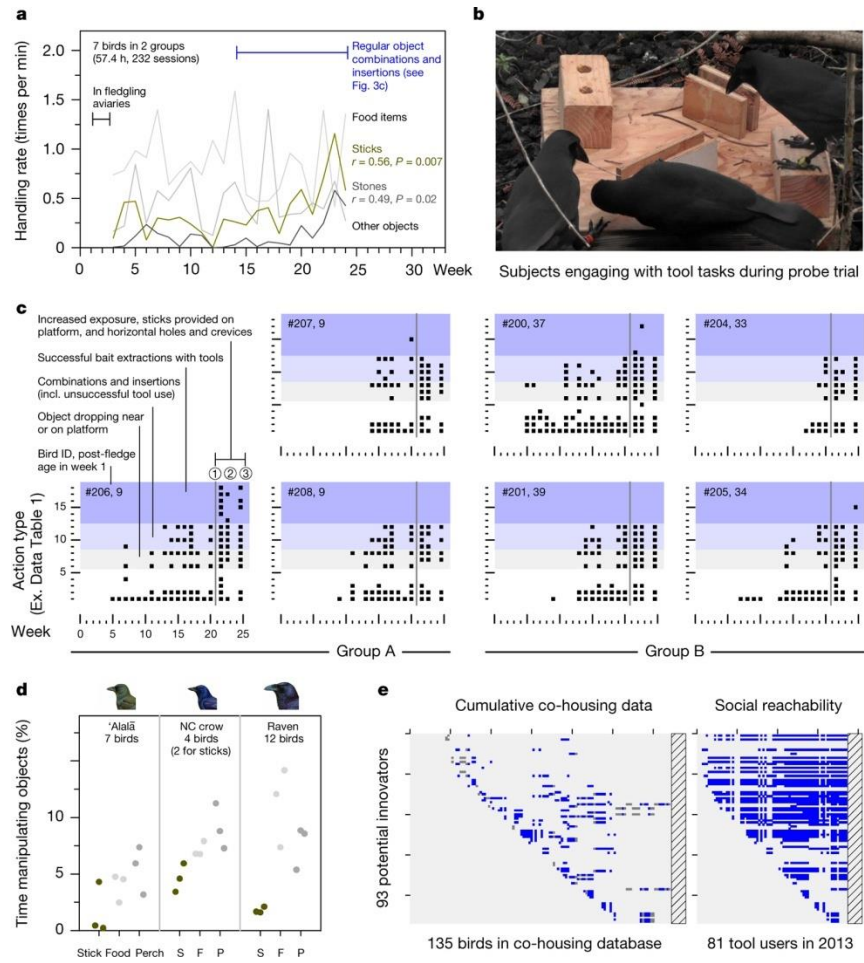 a
7 birds in 2 groups
(57.4 h, 232 sessions)
Regular object
combinations and
insertions (see
Fig. 3c)
In fledgling
aviaries
Food items
Sticks
r = 0.56, P = 0.007
Stones
r = 0.49, P = 0.02
Other objects
Handling rate (times per min)
2.0
1.5
1.0
0.5
0
0 5 10 15 20 25 30 Week
b
Subjects engaging with tool tasks during probe trial
c
Increased exposure, sticks provided on
platform, and horizontal holes and crevices
Successful bait extractions with tools
Combinations and insertions
(incl. unsuccessful tool use)
Object dropping near
or on platform
Bird ID, post-fledge
age in week 1
1 2 3
#207, 9
#200, 37
#204, 33
#206, 9
#208, 9
#201, 39
#205, 34
Action type
(Ex. Data Table 1)
15
10
5
Week 0 5 10 15 20 25
Group A
Group B
d
ʻAlalā
7 birds
NC crow
4 birds
(2 for sticks)
Raven
12 birds
Time manipulating objects (%)
10
5
0
Stick Food Perch S F P S F P
e
Cumulative co-housing data
Social reachability
93 potential innovators
135 birds in co-housing database
81 tool users in 2013